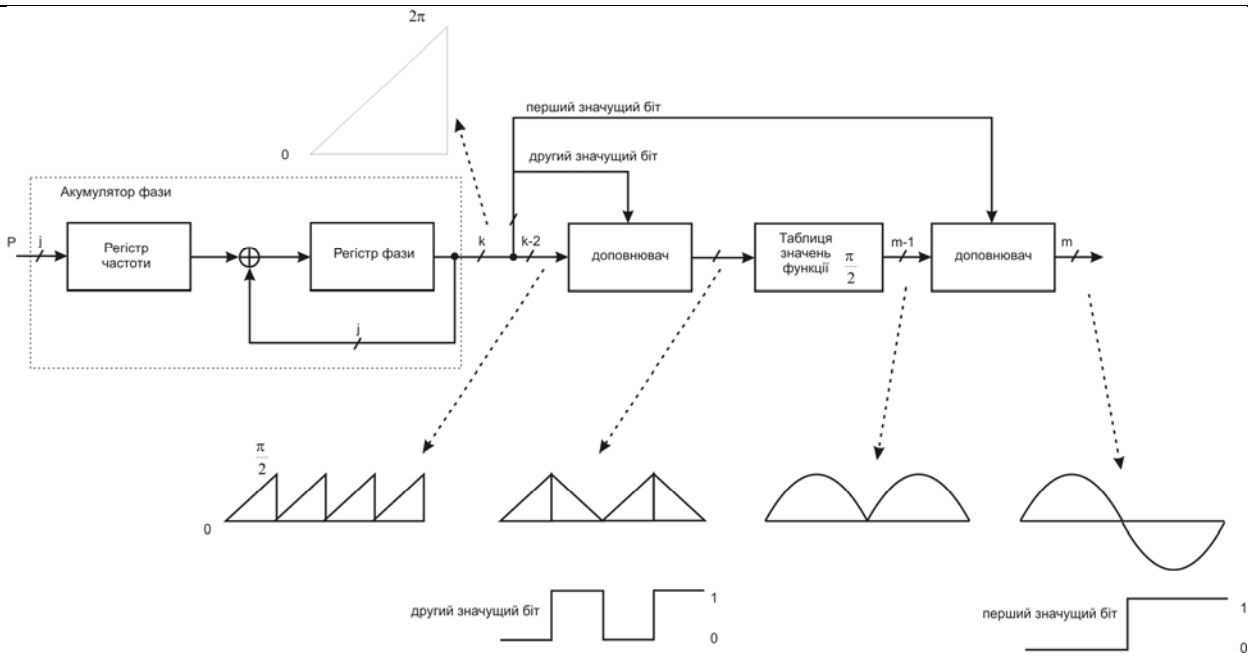 2π
0
перший значущий біт
другий значущий біт
Акумулятор фази
P
j
Регістр
частоти
Регістр фази
k
k-2
доповнювач
Таблиця
значень
функції
π
2
m-1
доповнювач
m
j
π
2
0
другий значущий біт
1
0
перший значущий біт
1
0